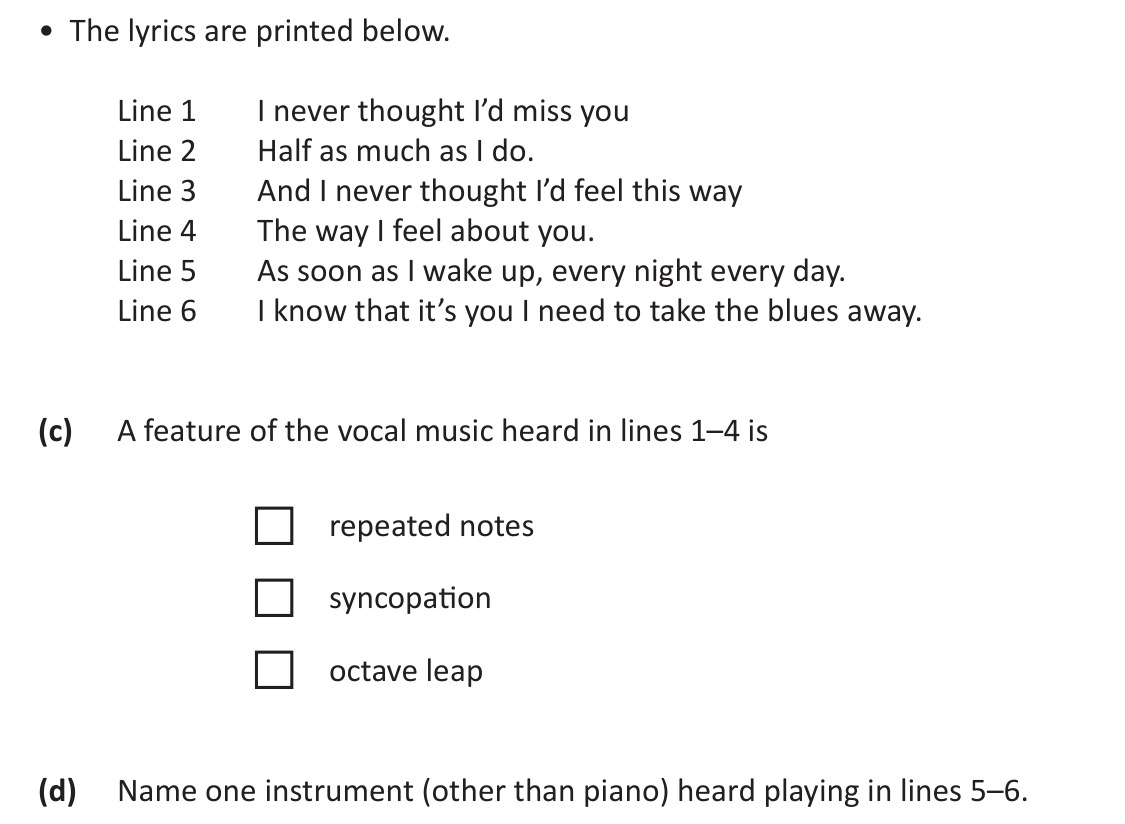 • The lyrics are printed below.
Line 1 I never thought I’d miss you
Line 2 Half as much as I do.
Line 3 And I never thought I’d feel this way
Line 4 The way I feel about you.
Line 5 As soon as I wake up, every night every day.
Line 6 I know that it’s you I need to take the blues away.
(c) A feature of the vocal music heard in lines 1–4 is
repeated notes
syncopation
octave leap
(d) Name one instrument (other than piano) heard playing in lines 5–6.